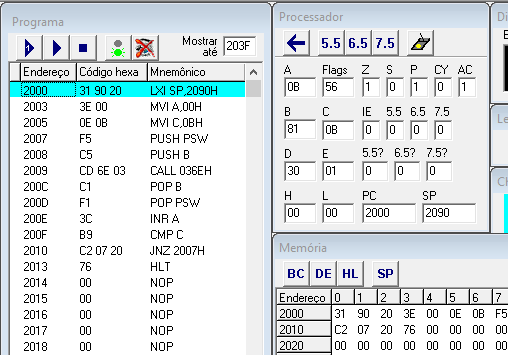 Programa
Mostrar
até
203F
Endereço Código hexa Mnemônico
2000 31 90 20 LXI SP,2090H
2003 3E 00 MVI A,00H
2005 0E 0B MVI C,0BH
2007 F5 PUSH PSW
2008 C5 PUSH B
2009 CD 6E 03 CALL 036EH
200C C1 POP B
200D F1 POP PSW
200E 3C INR A
200F B9 CMP C
2010 C2 07 20 JNZ 2007H
2013 76 HLT
2014 00 NOP
2015 00 NOP
2016 00 NOP
2017 00 NOP
2018 00 NOP
Processador
5.5 6.5 7.5
A Flags Z S P CY AC
0B 56 1 0 1 0 1
B C IE 5.5 6.5 7.5
81 0B 1 0 0 0
D E 5.5? 6.5? 7.5?
30 01 0 0 0
H L PC SP
00 00 2000 2090
Memória
BC DE HL SP
Endereço 0 1 2 3 4 5 6 7
2000 31 90 20 3E 00 0E 0B F5
2010 C2 07 20 76 00 00 00 00
2020 00 00 00 00 00 00 00 00
Di
Le